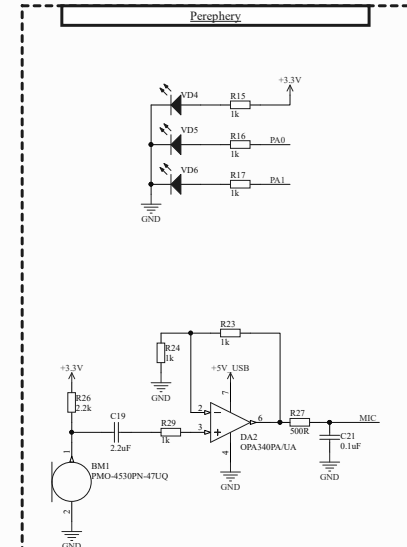 Perephery
+3.3V
VD4
R15
1k
VD5
R16
PA0
1k
VD6
R17
PA1
1k
GND
R23
R24
1k
1k
+3.3V
+5V_USB
GND
7
R26
2.2k
C19
2
R29
3
6
R27
MIC
500R
2.2uF
1k
DA2
C21
OPA340PA/UA
0.1uF
1
4
BM1
PMO-4530PN-47UQ
GND
GND
2
GND